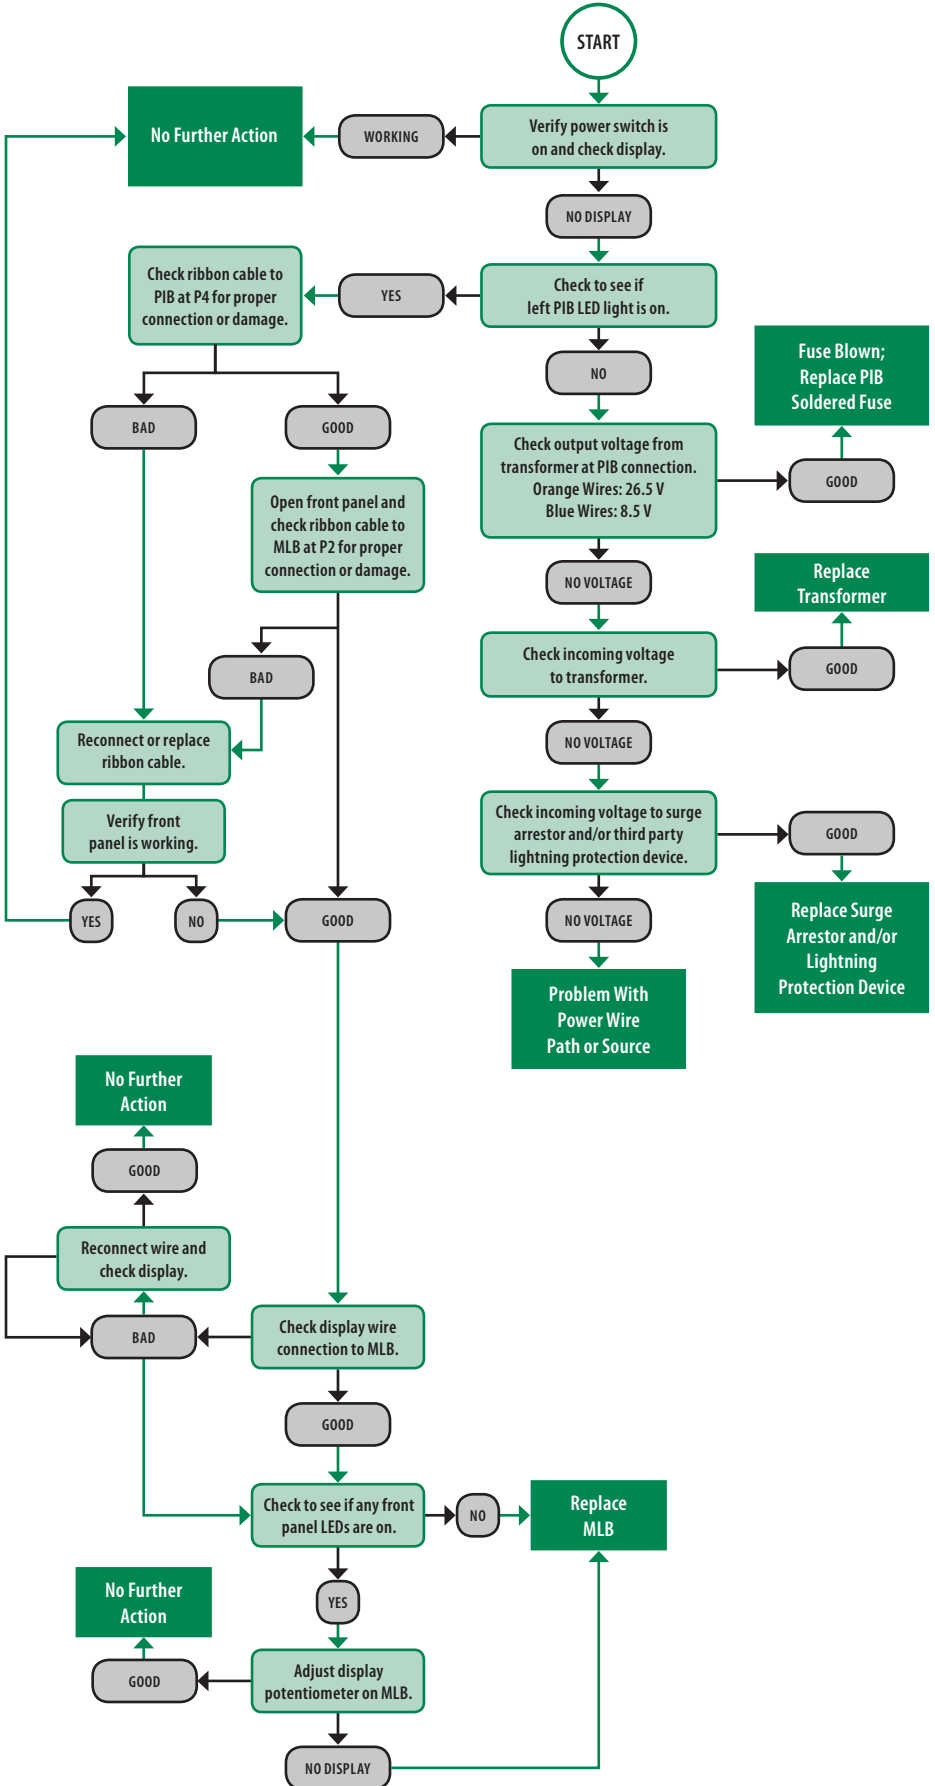 START
Verify power switch is
on and check display.
WORKING
No Further Action
NO DISPLAY
Check to see if
left PIB LED light is on.
YES
Check ribbon cable to
PIB at P4 for proper
connection or damage.
NO
Fuse Blown;
Replace PIB
Soldered Fuse
BAD
GOOD
Check output voltage from
transformer at PIB connection.
Orange Wires: 26.5 V
Blue Wires: 8.5 V
GOOD
Open front panel and
check ribbon cable to
MLB at P2 for proper
connection or damage.
NO VOLTAGE
Replace
Transformer
Check incoming voltage
to transformer.
GOOD
BAD
Reconnect or replace
ribbon cable.
NO VOLTAGE
Verify front
panel is working.
Check incoming voltage to surge
arrestor and/or third party
lightning protection device.
GOOD
YES
NO
GOOD
NO VOLTAGE
Replace Surge
Arrestor and/or
Lightning
Protection Device
Problem With
Power Wire
Path or Source
No Further
Action
GOOD
Reconnect wire and
check display.
BAD
Check display wire
connection to MLB.
GOOD
Check to see if any front
panel LEDs are on.
NO
Replace
MLB
YES
No Further
Action
GOOD
Adjust display
potentiometer on MLB.
NO DISPLAY